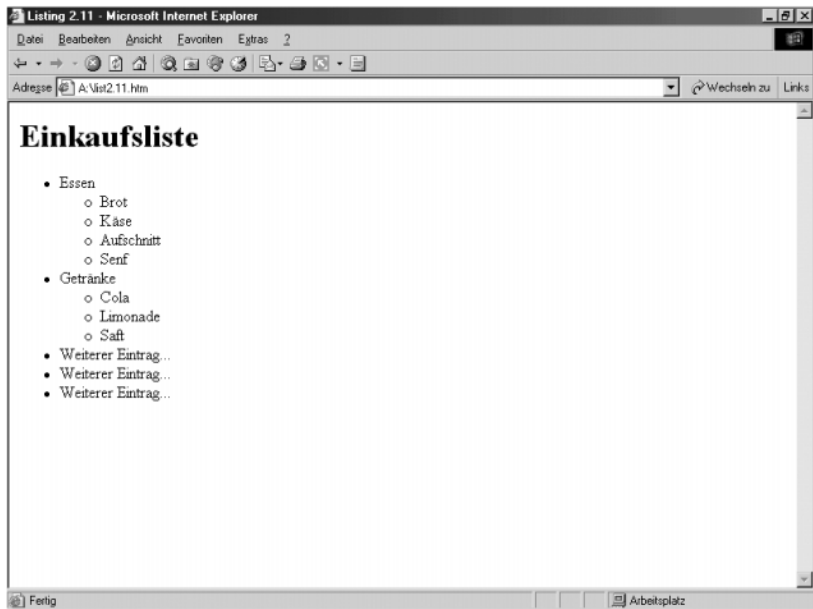 Listing 2.11 - Microsoft Internet Explorer
Datei Bearbeiten Ansicht Favoriten Extras ?
Adresse A:\list2.11.htm Wechseln zu Links
Einkaufsliste
Essen
Brot
Käse
Aufschnitt
Senf
Getränke
Cola
Limonade
Saft
Weiterer Eintrag...
Weiterer Eintrag...
Weiterer Eintrag...
Fertig Arbeitsplatz